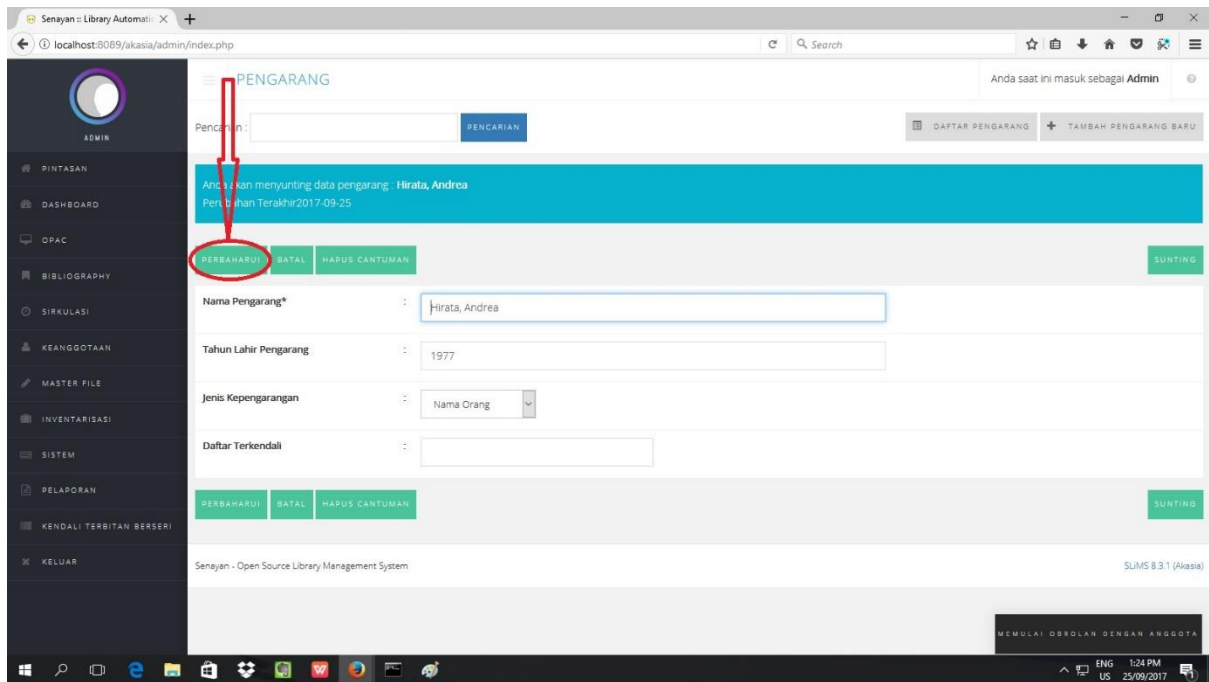 Senayan :: Library Automatic
localhost:8089/akasia/admin/index.php
Search
PENGARANG
Anda saat ini masuk sebagai Admin
ADMIN
Pencarian :
PENCARIAN
DAFTAR PENGARANG
TAMBAH PENGARANG BARU
PINTASAN
DASHBOARD
OPAC
BIBLIOGRAPHY
SIRKULASI
KEANGGOTAAN
MASTER FILE
INVENTARISASI
SISTEM
PELAPORAN
KENDALI TERBITAN BERSERI
KELUAR
Anda akan menyunting data pengarang : Hirata, Andrea
Perubahan Terakhir2017-09-25
PERBAHARUI BATAL HAPUS CANTUMAN SUNTING
Nama Pengarang* : Hirata, Andrea
Tahun Lahir Pengarang : 1977
Jenis Kepengarangan : Nama Orang
Daftar Terkendali :
PERBAHARUI BATAL HAPUS CANTUMAN SUNTING
Senayan - Open Source Library Management System
SLiMS 8.3.1 (Akasia)
MEMULAI OBROLAN DENGAN ANGGOTA
ENG 1:24 PM
US 25/09/2017